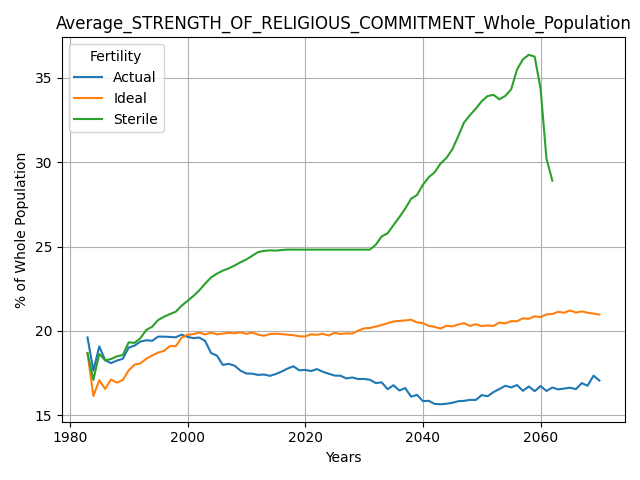 Average_STRENGTH_OF_RELIGIOUS_COMMITMENT_Whole_Population
Fertility
Actual
Ideal
Sterile
% of Whole Population
35
30
25
20
15
1980
2000
2020
2040
2060
Years